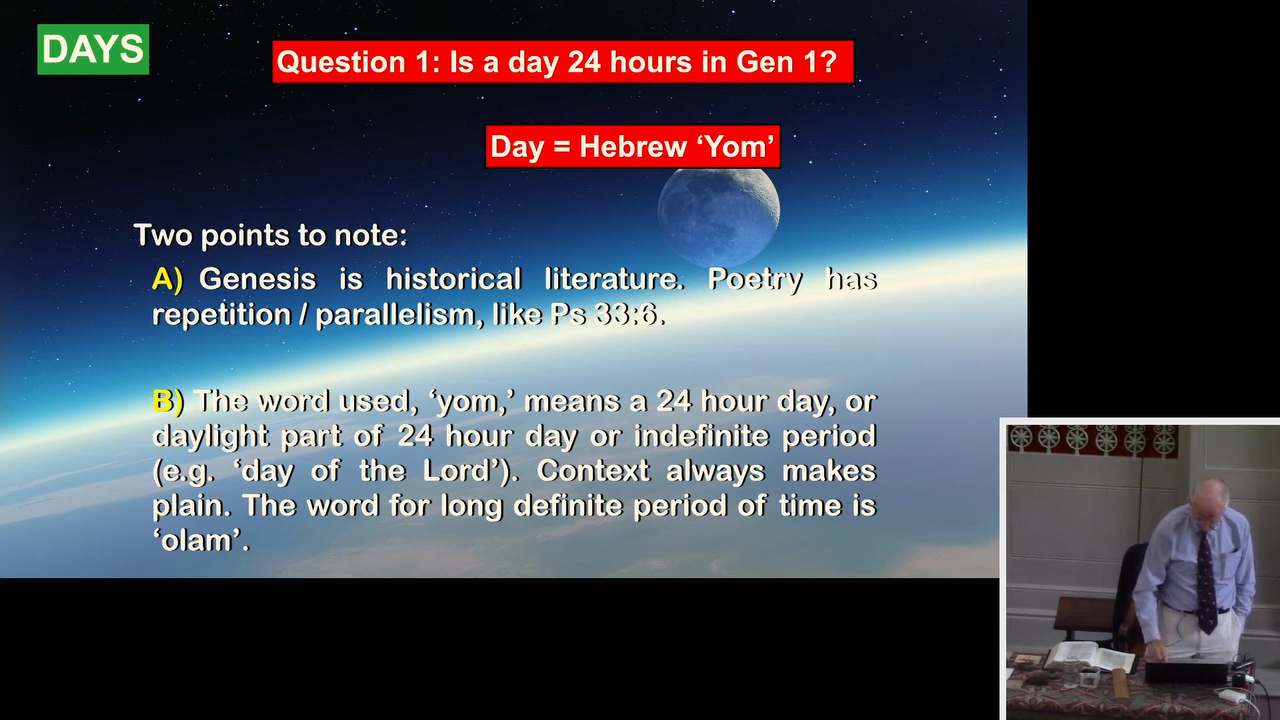 DAYS
Question 1: Is a day 24 hours in Gen 1?
Day = Hebrew ‘Yom’
Two points to note:
A) Genesis is historical literature. Poetry has
repetition / parallelism, like Ps 33:6.
B) The word used, ‘yom,’ means a 24 hour day, or
daylight part of 24 hour day or indefinite period
(e.g. ‘day of the Lord’). Context always makes
plain. The word for long definite period of time is
‘olam’.